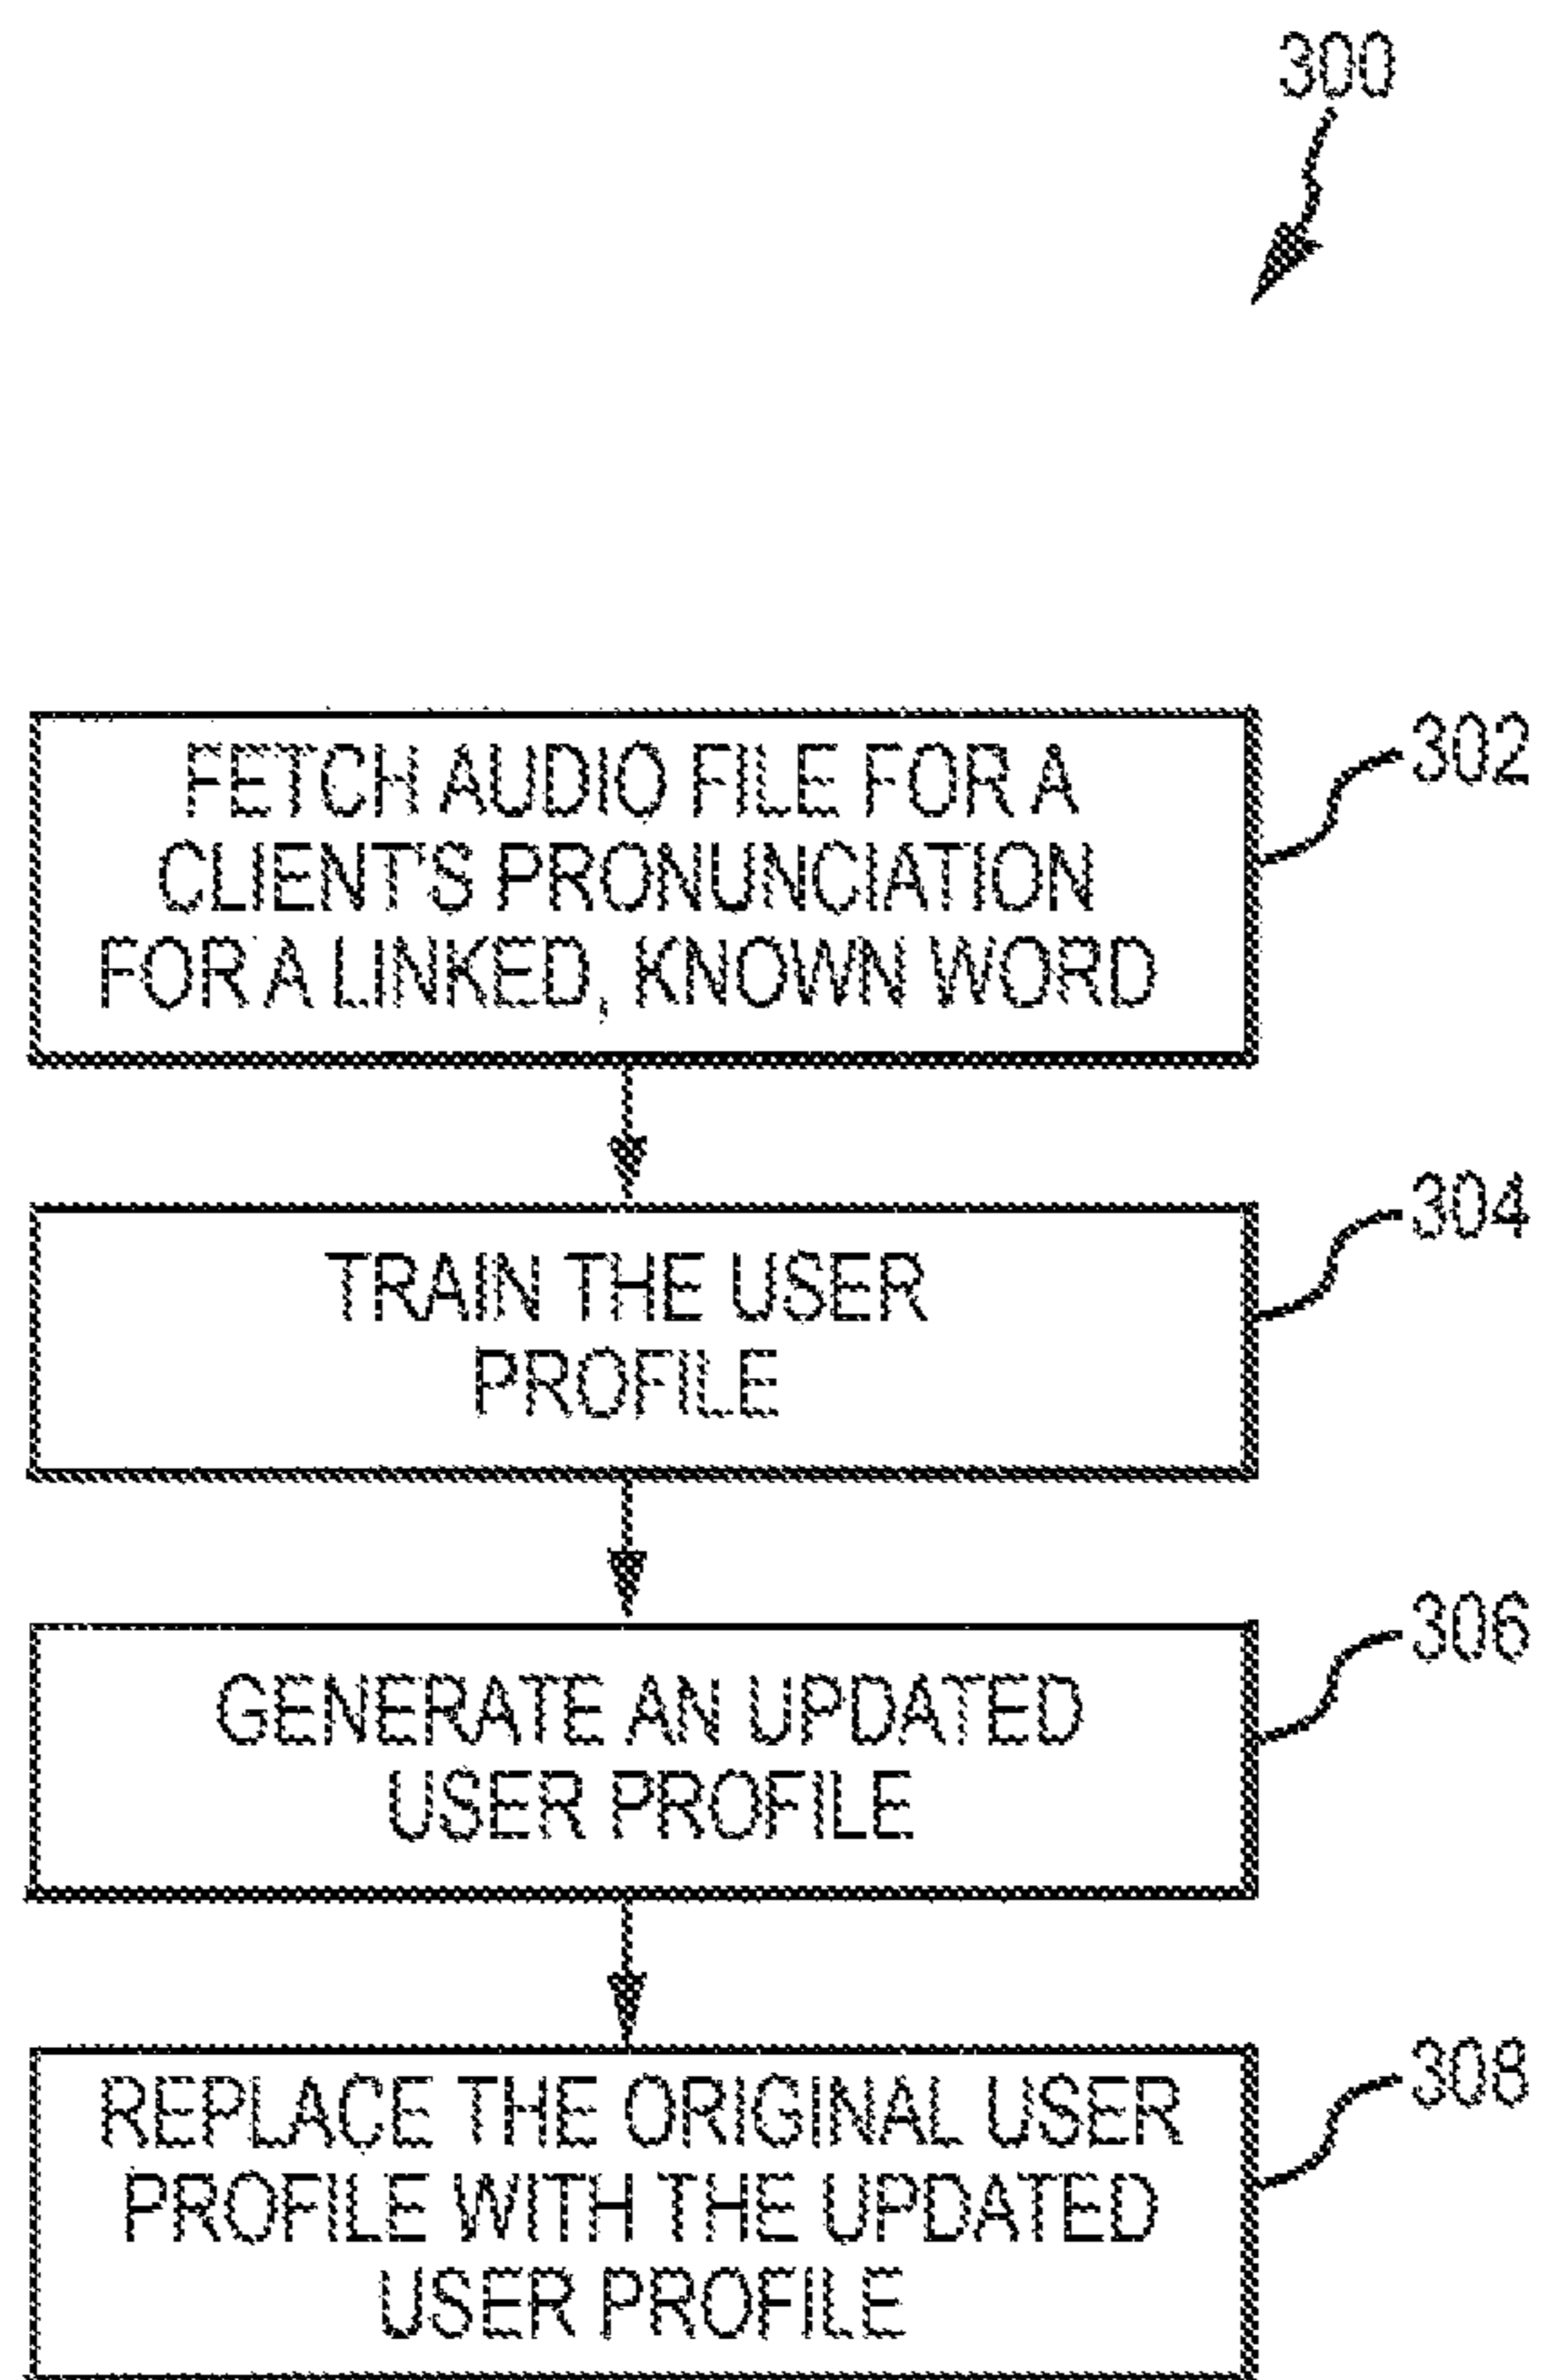 300
FETCH AUDIO FILE FOR A
CLIENT'S PRONUNCIATION
FOR A LINKED, KNOWN WORD
302
TRAIN THE USER
PROFILE
304
GENERATE AN UPDATED
USER PROFILE
306
REPLACE THE ORIGINAL USER
PROFILE WITH THE UPDATED
USER PROFILE
308